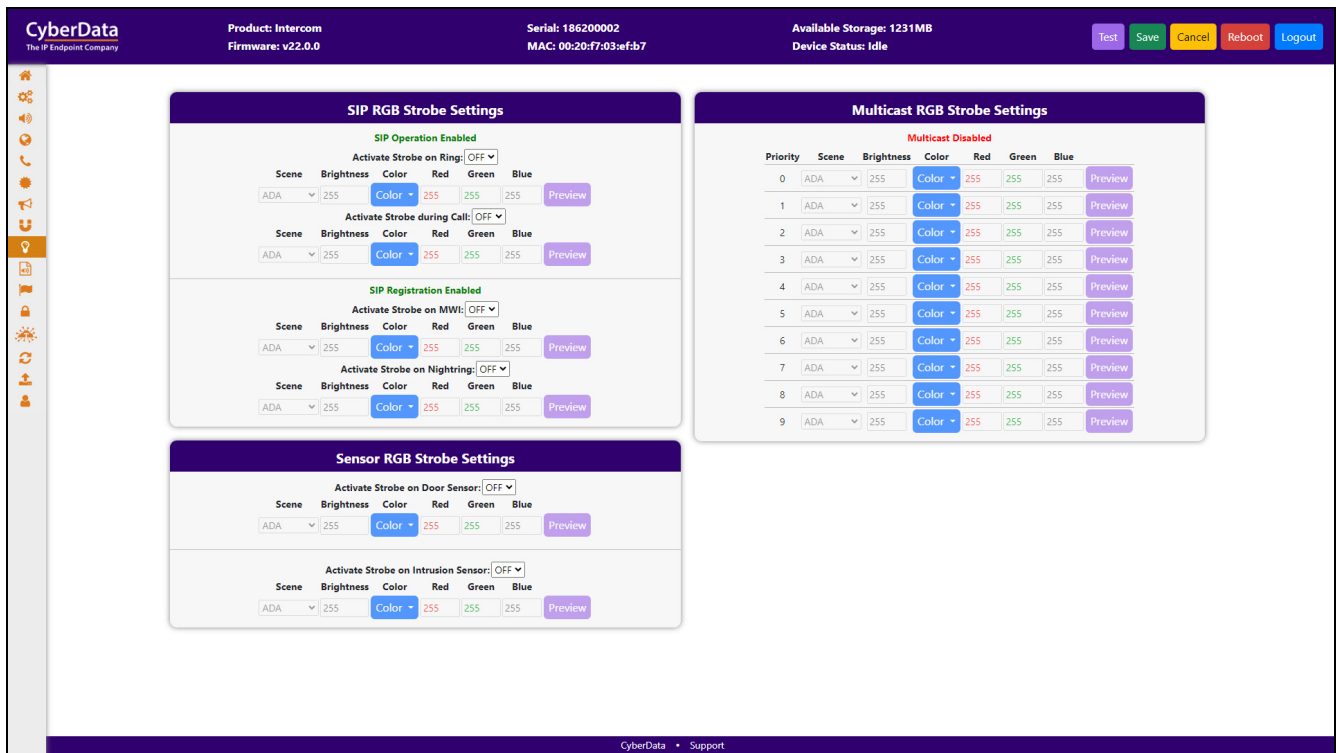 CyberData
The IP Endpoint Company
Product: Intercom
Firmware: v22.0.0
Serial: 186200002
MAC: 00:20:f7:03:ef:b7
Available Storage: 1231MB
Device Status: Idle
Test Save Cancel Reboot Logout
SIP RGB Strobe Settings
SIP Operation Enabled
Activate Strobe on Ring: OFF
Scene Brightness Color Red Green Blue
ADA 255 Color 255 255 255 Preview
Activate Strobe during Call: OFF
Scene Brightness Color Red Green Blue
ADA 255 Color 255 255 255 Preview
SIP Registration Enabled
Activate Strobe on MWI: OFF
Scene Brightness Color Red Green Blue
ADA 255 Color 255 255 255 Preview
Activate Strobe on Nightring: OFF
Scene Brightness Color Red Green Blue
ADA 255 Color 255 255 255 Preview
Sensor RGB Strobe Settings
Activate Strobe on Door Sensor: OFF
Scene Brightness Color Red Green Blue
ADA 255 Color 255 255 255 Preview
Activate Strobe on Intrusion Sensor: OFF
Scene Brightness Color Red Green Blue
ADA 255 Color 255 255 255 Preview
Multicast RGB Strobe Settings
Multicast Disabled
Priority Scene Brightness Color Red Green Blue
0 ADA 255 Color 255 255 255 Preview
1 ADA 255 Color 255 255 255 Preview
2 ADA 255 Color 255 255 255 Preview
3 ADA 255 Color 255 255 255 Preview
4 ADA 255 Color 255 255 255 Preview
5 ADA 255 Color 255 255 255 Preview
6 ADA 255 Color 255 255 255 Preview
7 ADA 255 Color 255 255 255 Preview
8 ADA 255 Color 255 255 255 Preview
9 ADA 255 Color 255 255 255 Preview
CyberData • Support